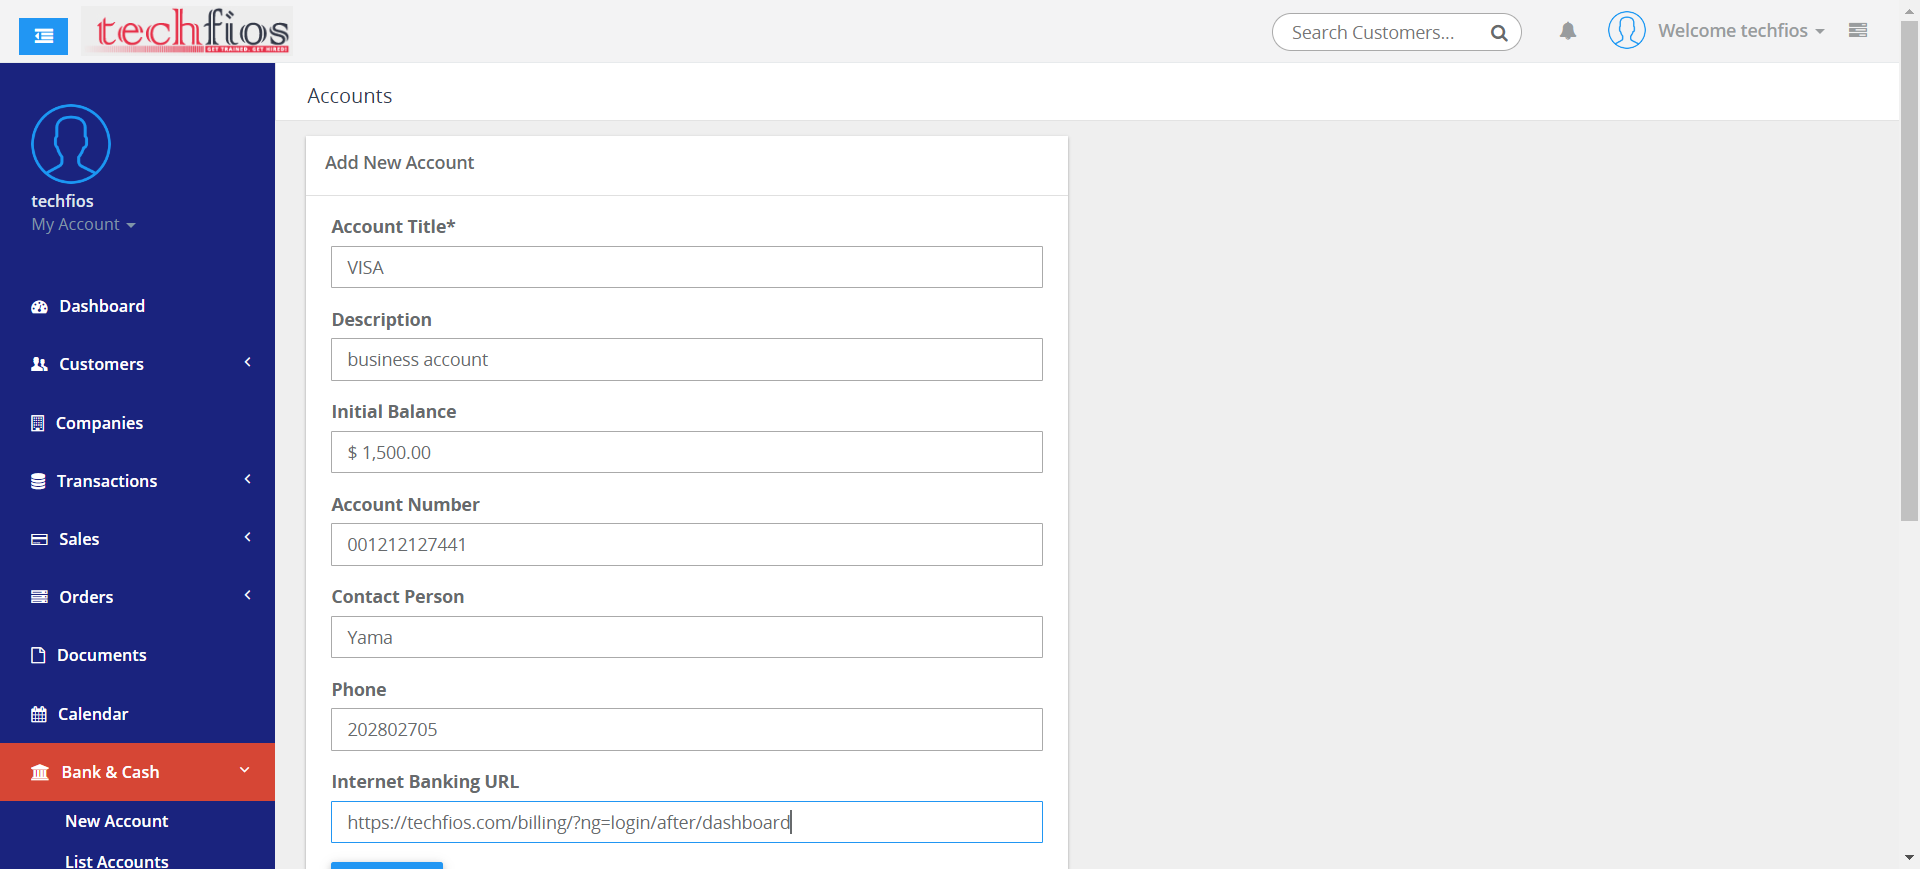 techfios
GET TRAINED. GET HIRED!
Search Customers...
Welcome techfios
techfios
My Account
Dashboard
Customers
Companies
Transactions
Sales
Orders
Documents
Calendar
Bank & Cash
New Account
List Accounts
Accounts
Add New Account
Account Title*
VISA
Description
business account
Initial Balance
$ 1,500.00
Account Number
001212127441
Contact Person
Yama
Phone
202802705
Internet Banking URL
https://techfios.com/billing/?ng=login/after/dashboard